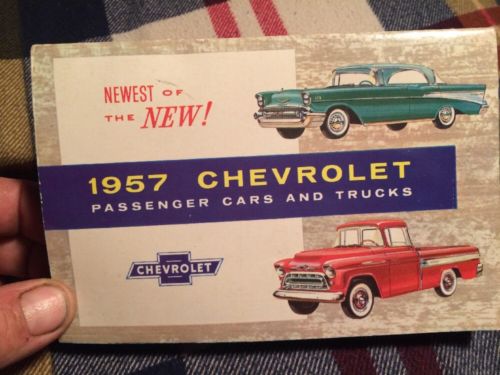 NEWEST OF
THE NEW!
1957 CHEVROLET
PASSENGER CARS AND TRUCKS
CHEVROLET